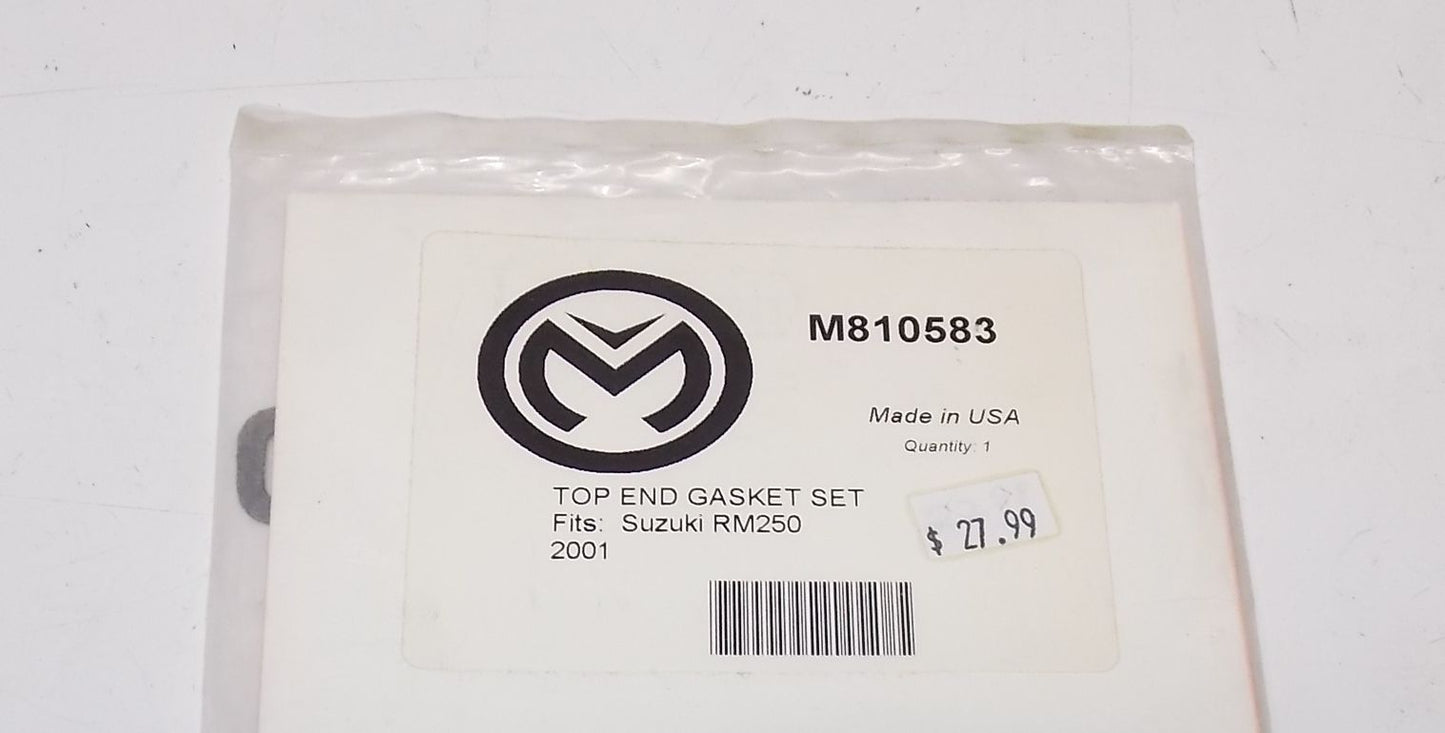 M810583
Made in USA
Quantity: 1
TOP END GASKET SET
Fits: Suzuki RM250
2001
$ 27.99